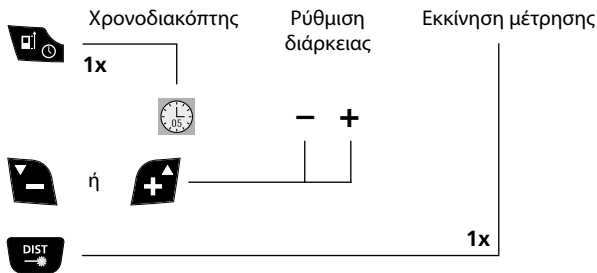 Χρονοδιακόπτης
Ρύθμιση
διάρκειας
Εκκίνηση μέτρησης
1x
05
− +
− ή +
1x
DIST